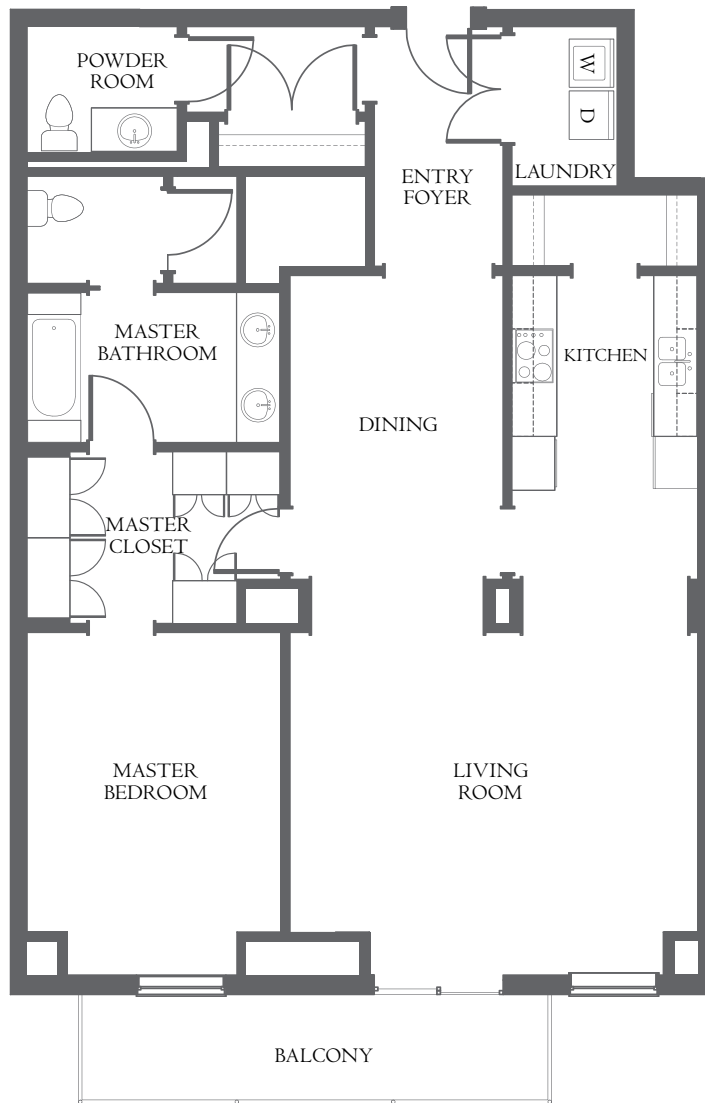 POWDER
ROOM
W
D
LAUNDRY
ENTRY
FOYER
MASTER
BATHROOM
KITCHEN
DINING
MASTER
CLOSET
MASTER
BEDROOM
LIVING
ROOM
BALCONY